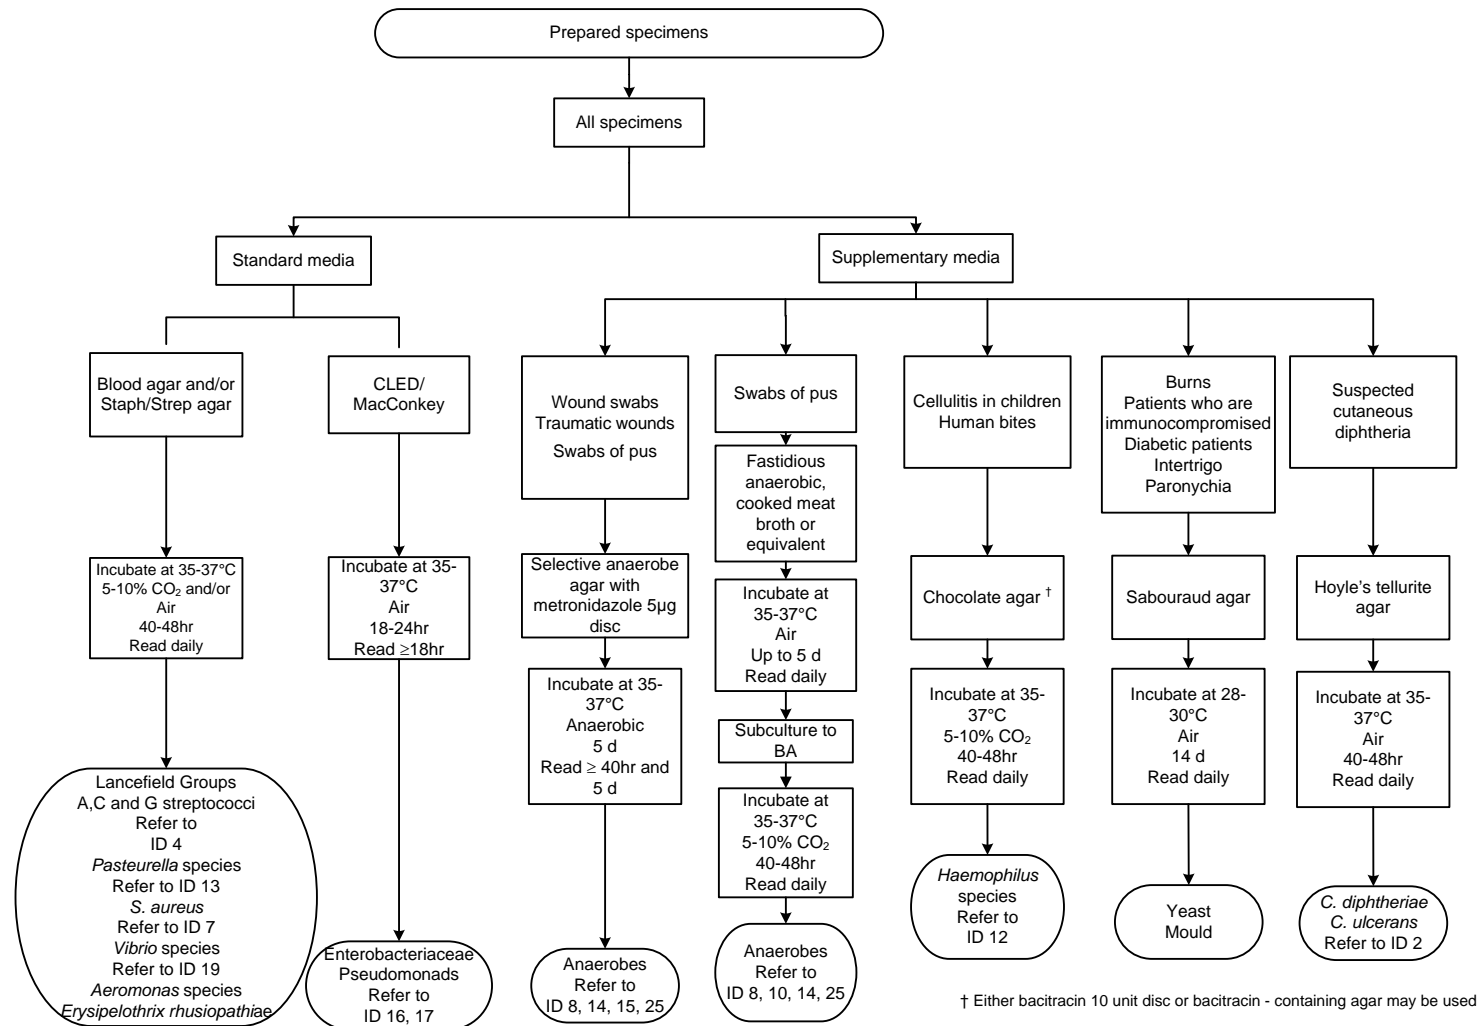 Prepared specimens
All specimens
Standard media
Supplementary media
Blood agar and/or
Staph/Strep agar
CLED/
MacConkey
Wound swabs
Traumatic wounds
Swabs of pus
Swabs of pus
Cellulitis in children
Human bites
Burns
Patients who are
immunocompromised
Diabetic patients
Intertrigo
Paronychia
Suspected
cutaneous
diphtheria
Fastidious
anaerobic,
cooked meat
broth or
equivalent
Incubate at 35-37°C
5-10% CO₂ and/or
Air
40-48hr
Read daily
Incubate at 35-
37°C
Air
18-24hr
Read ≥18hr
Selective anaerobe
agar with
metronidazole 5µg
disc
Incubate at
35-37°C
Air
Up to 5 d
Read daily
Chocolate agar †
Sabouraud agar
Hoyle's tellurite
agar
Incubate at 35-
37°C
Anaerobic
5 d
Read ≥ 40hr and
5 d
Subculture to
BA
Incubate at 35-
37°C
5-10% CO₂
40-48hr
Read daily
Incubate at 28-
30°C
Air
14 d
Read daily
Incubate at 35-
37°C
Air
40-48hr
Read daily
Incubate at
35-37°C
5-10% CO₂
40-48hr
Read daily
Lancefield Groups
A,C and G streptococci
Refer to
ID 4
Pasteurella species
Refer to ID 13
S. aureus
Refer to ID 7
Vibrio species
Refer to ID 19
Aeromonas species
Erysipelothrix rhusiopathiae
Enterobacteriaceae
Pseudomonads
Refer to
ID 16, 17
Anaerobes
Refer to
ID 8, 14, 15, 25
Anaerobes
Refer to
ID 8, 10, 14, 25
Haemophilus
species
Refer to
ID 12
Yeast
Mould
C. diphtheriae
C. ulcerans
Refer to ID 2
† Either bacitracin 10 unit disc or bacitracin - containing agar may be used